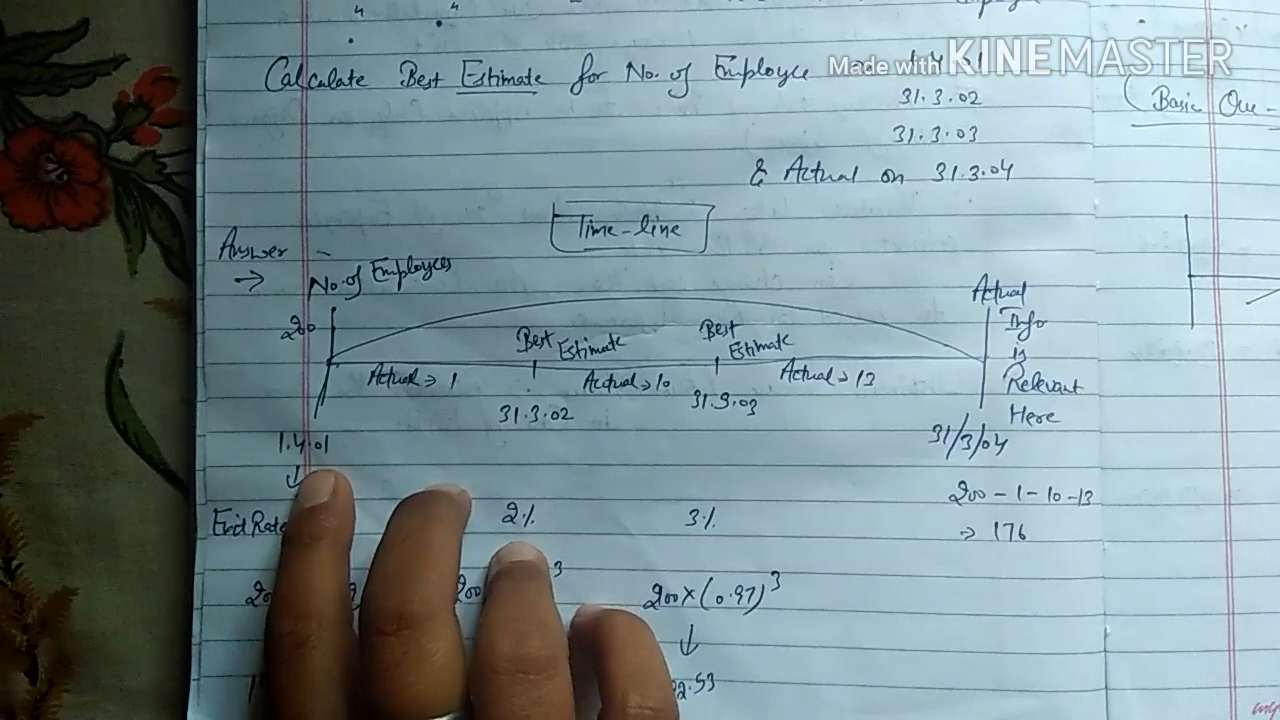 Made with KINEMASTER
Calculate Best Estimate for No. of Employee
31.3.02
31.3.03
& Actual on 31.3.04
(Basic Que-
Time-line
Answer -
→ No. of Employees
200
Best Estimate
Best Estimate
Actual Info is Relevant Here
Actual ⇒ 1
Actual ⇒ 10
Actual ⇒ 13
31.3.02
31.3.03
1.4.01
31/3/04
↓
200 - 1 - 10 - 13
⇒ 176
Exit Rate
2%
3%
200
3
200×(0.97)³
↓